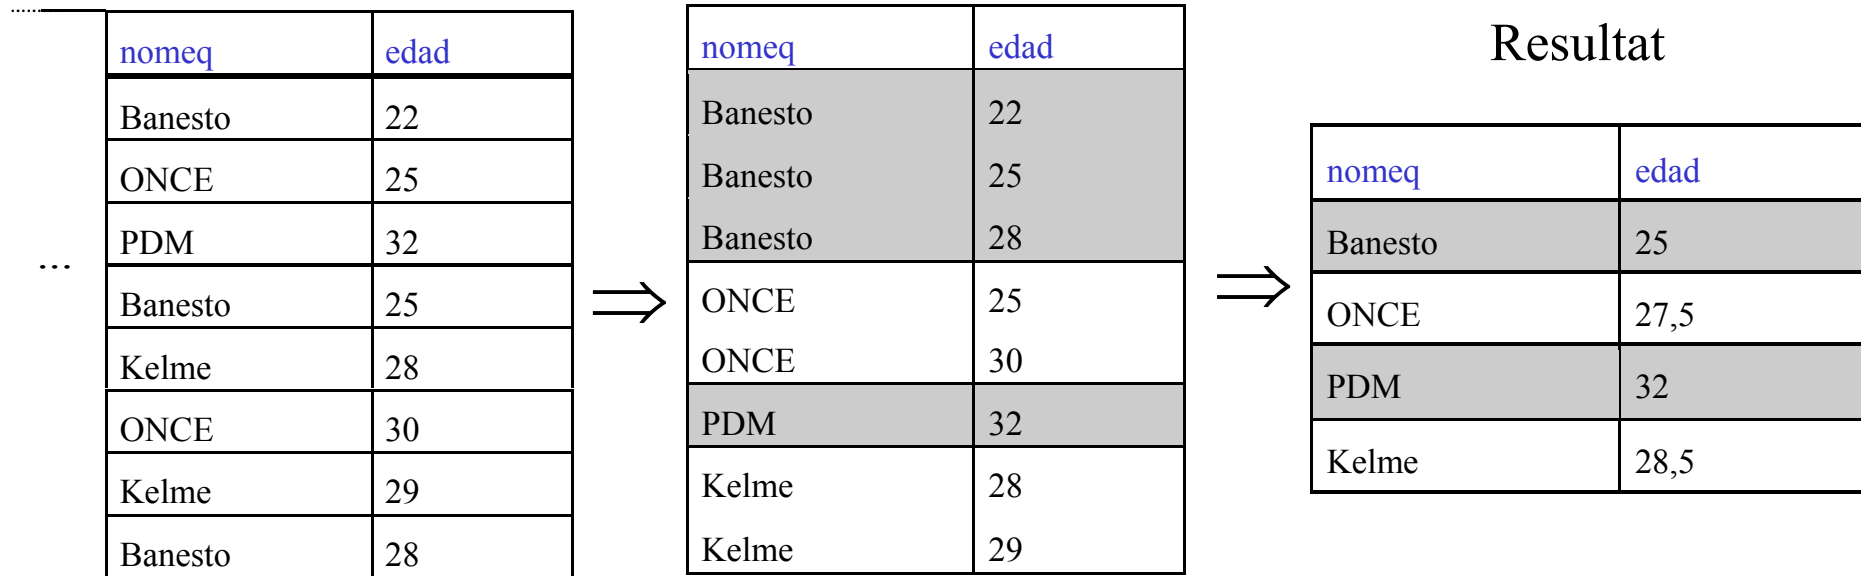 nomeq edad
Banesto 22
ONCE 25
PDM 32
Banesto 25
Kelme 28
ONCE 30
Kelme 29
Banesto 28
...
⇒
nomeq edad
Banesto 22
Banesto 25
Banesto 28
ONCE 25
ONCE 30
PDM 32
Kelme 28
Kelme 29
⇒
Resultat
nomeq edad
Banesto 25
ONCE 27,5
PDM 32
Kelme 28,5